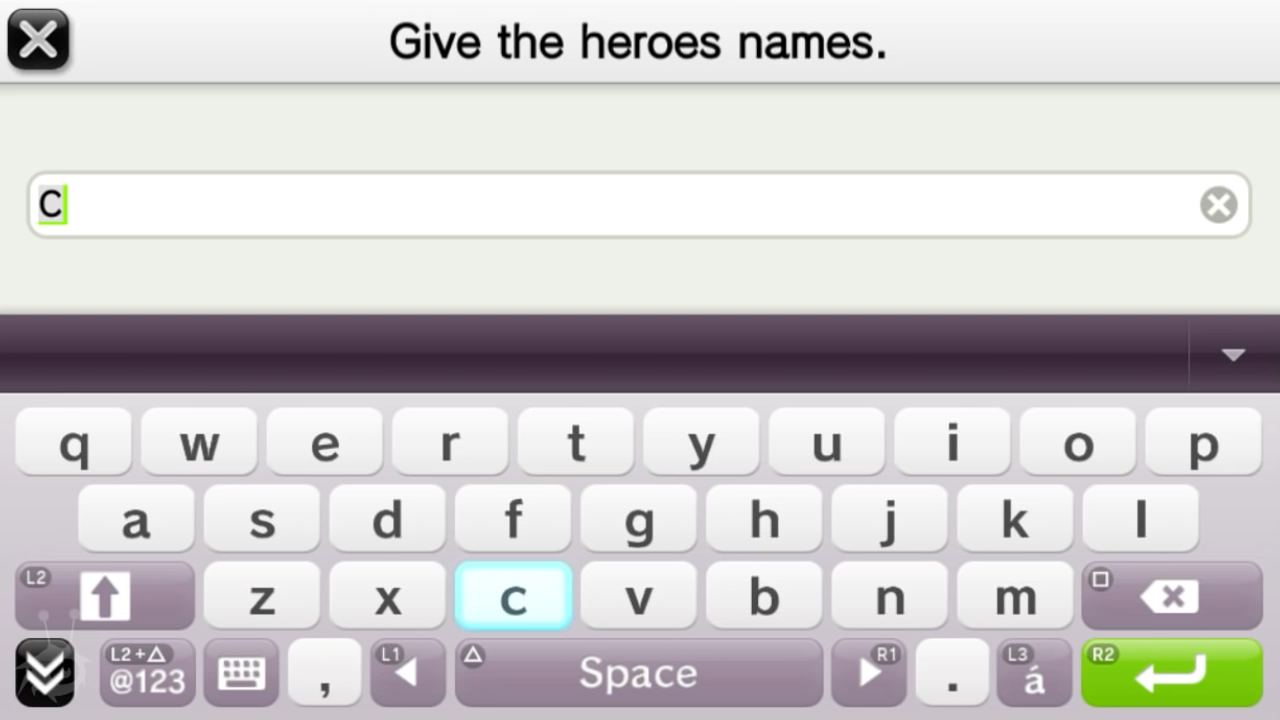 Give the heroes names.
C
q w e r t y u i o p
a s d f g h j k l
L2 z x c v b n m
L2+△ @123 , L1 △ Space R1 . L3 á R2